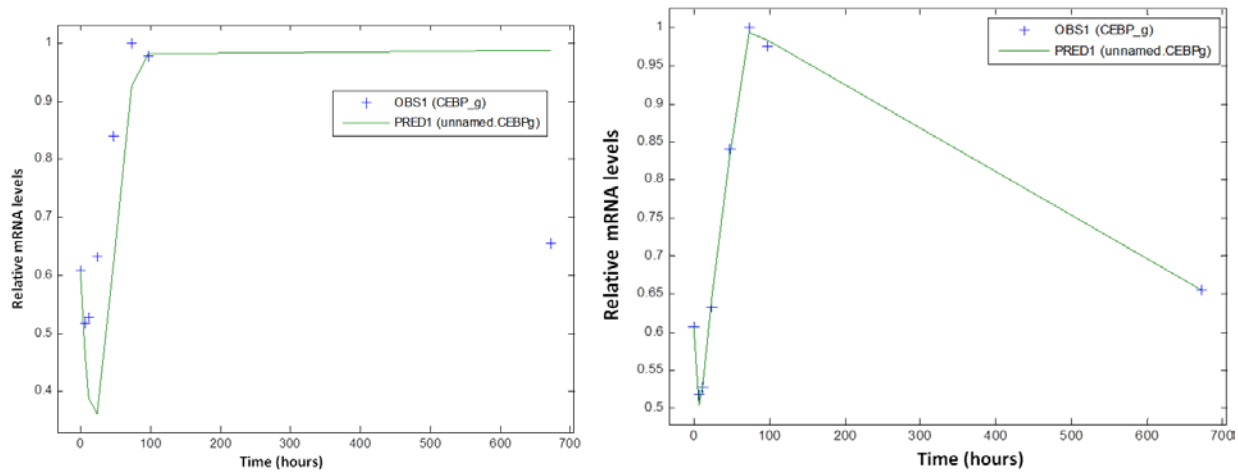 1
0.9
0.8
0.7
0.6
0.5
0.4
Relative mRNA levels
0 100 200 300 400 500 600 700
Time (hours)
OBS1 (CEBP_g)
PRED1 (unnamed.CEBPg)
1
0.95
0.9
0.85
0.8
0.75
0.7
0.65
0.6
0.55
0.5
Relative mRNA levels
0 100 200 300 400 500 600 700
Time (hours)
OBS1 (CEBP_g)
PRED1 (unnamed.CEBPg)